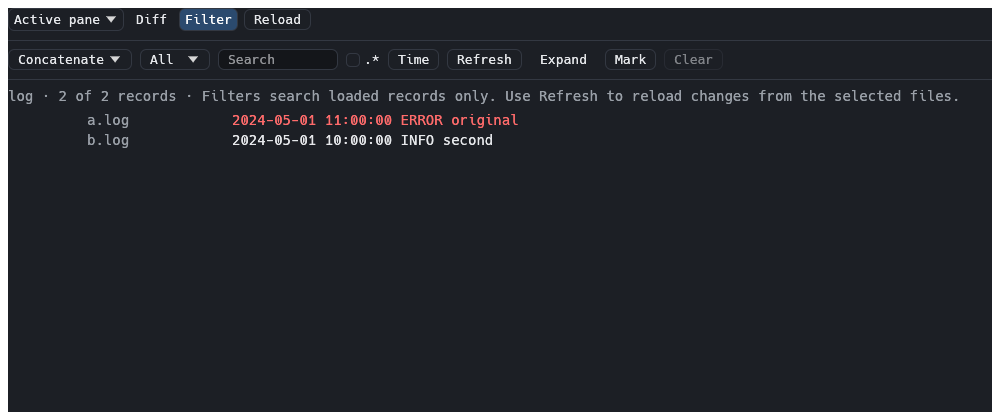 Active pane Diff Filter Reload
Concatenate All Search .* Time Refresh Expand Mark Clear
log · 2 of 2 records · Filters search loaded records only. Use Refresh to reload changes from the selected files.
a.log 2024-05-01 11:00:00 ERROR original
b.log 2024-05-01 10:00:00 INFO second